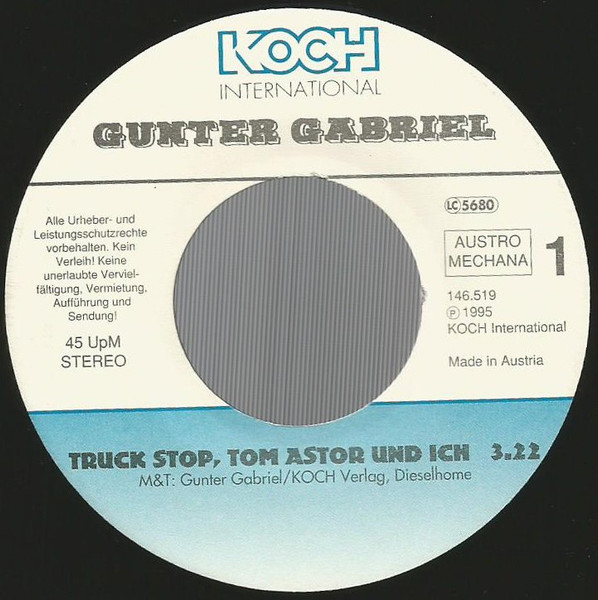 KOCH
INTERNATIONAL
GUNTER GABRIEL
Alle Urheber- und
Leistungsschutzrechte
vorbehalten. Kein
Verleih! Keine
unerlaubte Verviel-
fältigung, Vermietung,
Aufführung und
Sendung!
45 UpM
STEREO
LC 5680
AUSTRO
MECHANA
1
146.519
℗ 1995
KOCH International
Made in Austria
TRUCK STOP, TOM ASTOR UND ICH 3.22
M&T: Gunter Gabriel/KOCH Verlag, Dieselhome